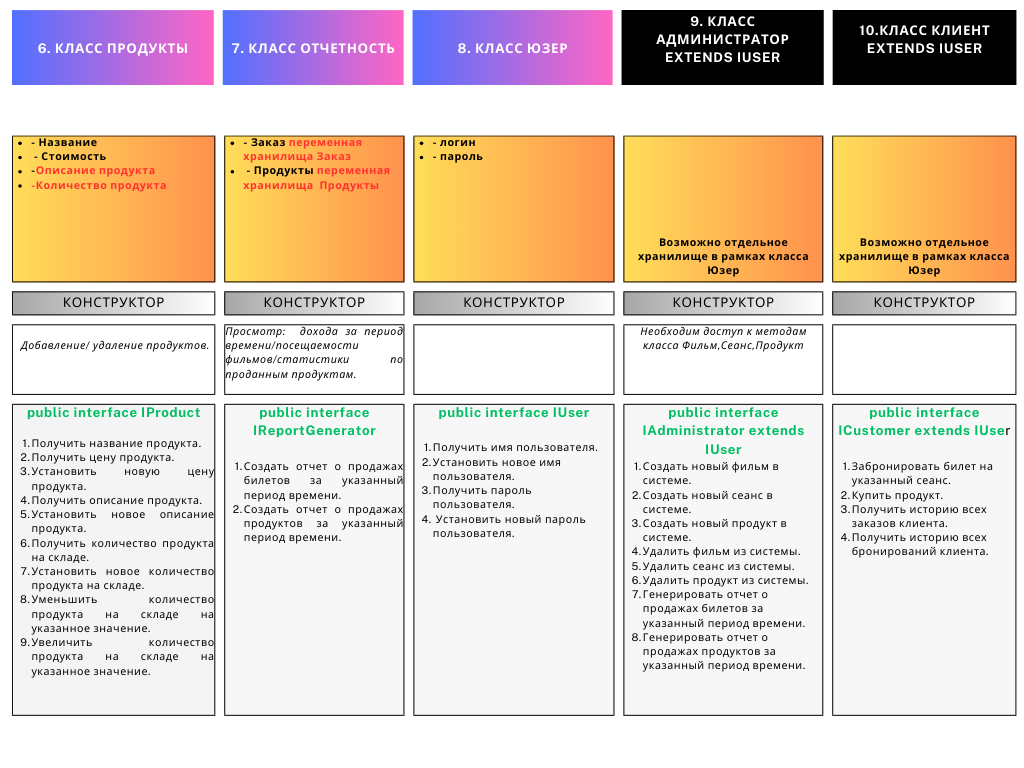 6. КЛАСС ПРОДУКТЫ
7. КЛАСС ОТЧЕТНОСТЬ
8. КЛАСС ЮЗЕР
9. КЛАСС
АДМИНИСТРАТОР
EXTENDS IUSER
10.КЛАСС КЛИЕНТ
EXTENDS IUSER
- Название
- Стоимость
-Описание продукта
-Количество продукта
- Заказ переменная
хранилища Заказ
- Продукты переменная
хранилища Продукты
- логин
- пароль
Возможно отдельное
хранилище в рамках класса
Юзер
Возможно отдельное
хранилище в рамках класса
Юзер
КОНСТРУКТОР
КОНСТРУКТОР
КОНСТРУКТОР
КОНСТРУКТОР
КОНСТРУКТОР
Добавление/ удаление продуктов.
Просмотр: дохода за период
времени/посещаемости
фильмов/статистики по
проданным продуктам.
Необходим доступ к методам
класса Фильм,Сеанс,Продукт
public interface IProduct
1.Получить название продукта.
2.Получить цену продукта.
3.Установить новую цену
продукта.
4.Получить описание продукта.
5.Установить новое описание
продукта.
6.Получить количество продукта
на складе.
7.Установить новое количество
продукта на складе.
8.Уменьшить количество
продукта на складе на
указанное значение.
9.Увеличить количество
продукта на складе на
указанное значение.
public interface
IReportGenerator
1.Создать отчет о продажах
билетов за указанный
период времени.
2.Создать отчет о продажах
продуктов за указанный
период времени.
public interface IUser
1.Получить имя пользователя.
2.Установить новое имя
пользователя.
3.Получить пароль
пользователя.
4. Установить новый пароль
пользователя.
public interface
IAdministrator extends
IUser
1.Создать новый фильм в
системе.
2.Создать новый сеанс в
системе.
3.Создать новый продукт в
системе.
4.Удалить фильм из системы.
5.Удалить сеанс из системы.
6.Удалить продукт из системы.
7.Генерировать отчет о
продажах билетов за
указанный период времени.
8.Генерировать отчет о
продажах продуктов за
указанный период времени.
public interface
ICustomer extends IUser
1.Забронировать билет на
указанный сеанс.
2.Купить продукт.
3.Получить историю всех
заказов клиента.
4.Получить историю всех
бронирований клиента.